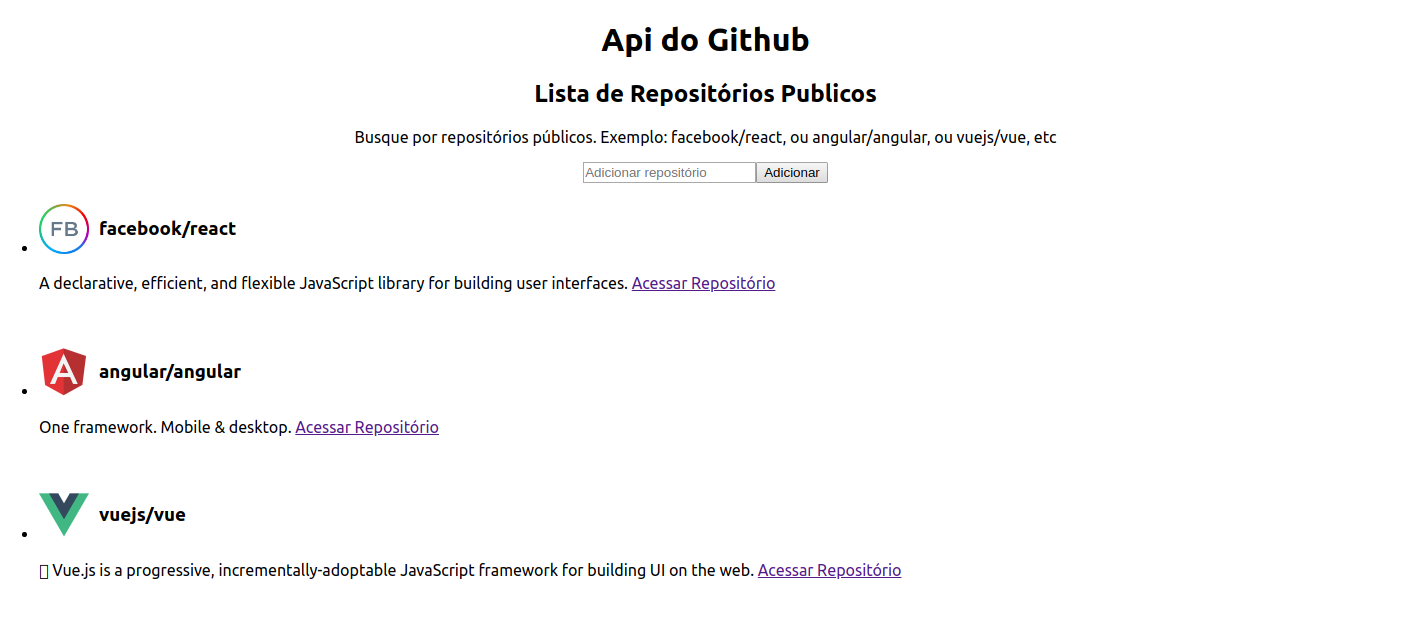 Api do Github
Lista de Repositórios Publicos
Busque por repositórios públicos. Exemplo: facebook/react, ou angular/angular, ou vuejs/vue, etc
Adicionar repositório Adicionar
FB facebook/react
A declarative, efficient, and flexible JavaScript library for building user interfaces. Acessar Repositório
A angular/angular
One framework. Mobile & desktop. Acessar Repositório
vuejs/vue
Vue.js is a progressive, incrementally-adoptable JavaScript framework for building UI on the web. Acessar Repositório